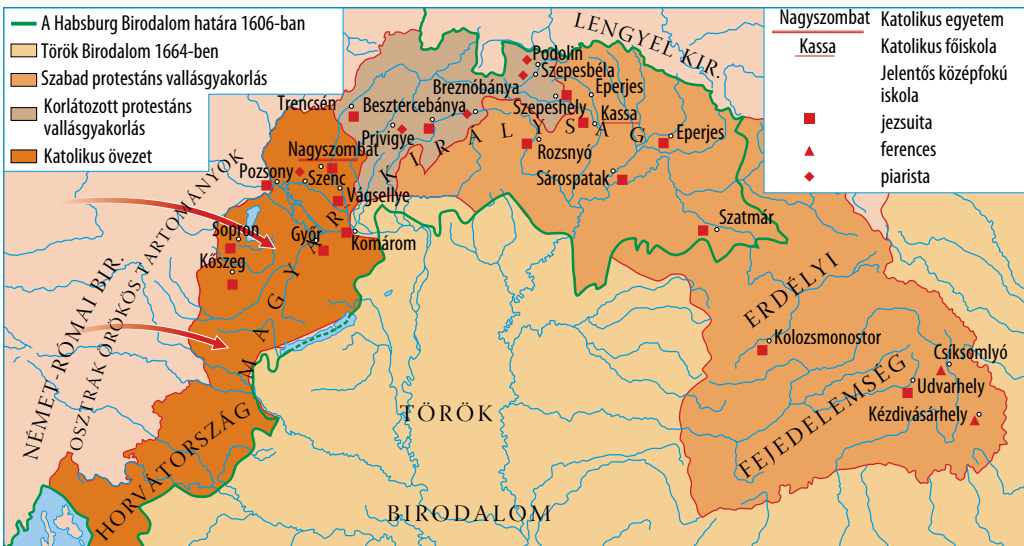 A Habsburg Birodalom határa 1606-ban
Török Birodalom 1664-ben
Szabad protestáns vallásgyakorlás
Korlátozott protestáns
vallásgyakorlás
Katolikus övezet
Nagyszombat Katolikus egyetem
Kassa Katolikus főiskola
Jelentős középfokú
iskola
jezsuita
ferences
piarista
LENGYEL KIR.
NÉMET-RÓMAI BIR.
OSZTRÁK ÖRÖKÖS TARTOMÁNYOK
MAGYAR KIRÁLYSÁG
HORVÁTORSZÁG
TÖRÖK
BIRODALOM
ERDÉLYI
FEJEDELEMSÉG
Podolin
Szepesbéla
Breznóbánya
Eperjes
Szepeshely
Trencsén
Besztercebánya
Kassa
Privigye
Eperjes
Rozsnyó
Nagyszombat
Pozsony
Szenc
Sárospatak
Vágsellye
Szatmár
Sopron
Győr
Komárom
Kőszeg
Kolozsmonostor
Csíksomlyó
Udvarhely
Kézdivásárhely